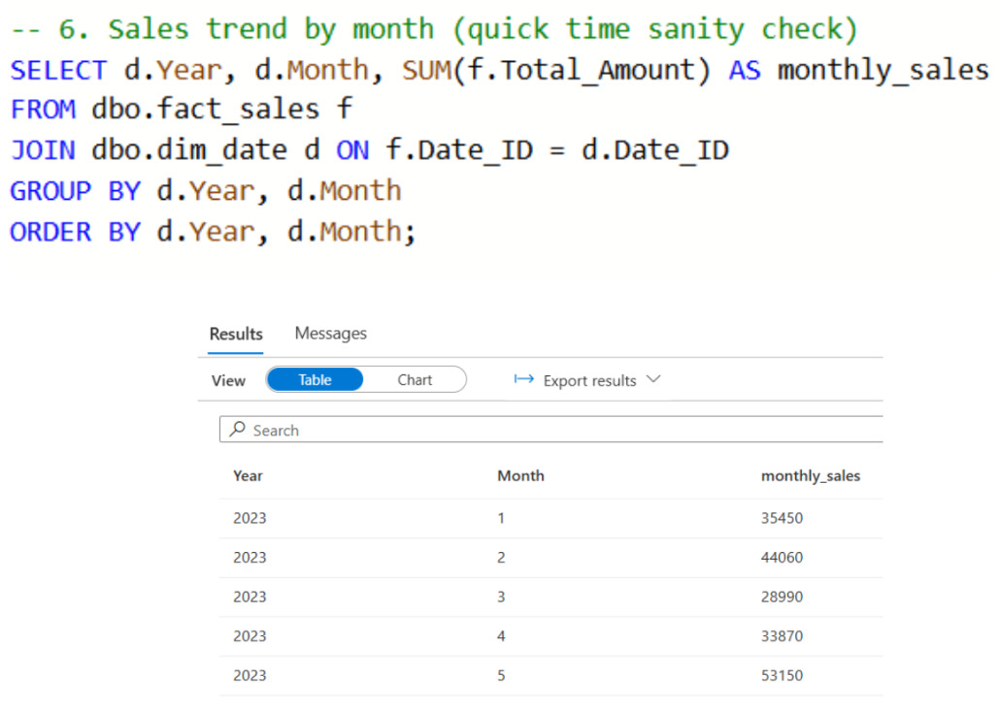 -- 6. Sales trend by month (quick time sanity check)
SELECT d.Year, d.Month, SUM(f.Total_Amount) AS monthly_sales
FROM dbo.fact_sales f
JOIN dbo.dim_date d ON f.Date_ID = d.Date_ID
GROUP BY d.Year, d.Month
ORDER BY d.Year, d.Month;
Results Messages
View Table Chart Export results
Search
Year Month monthly_sales
2023 1 35450
2023 2 44060
2023 3 28990
2023 4 33870
2023 5 53150